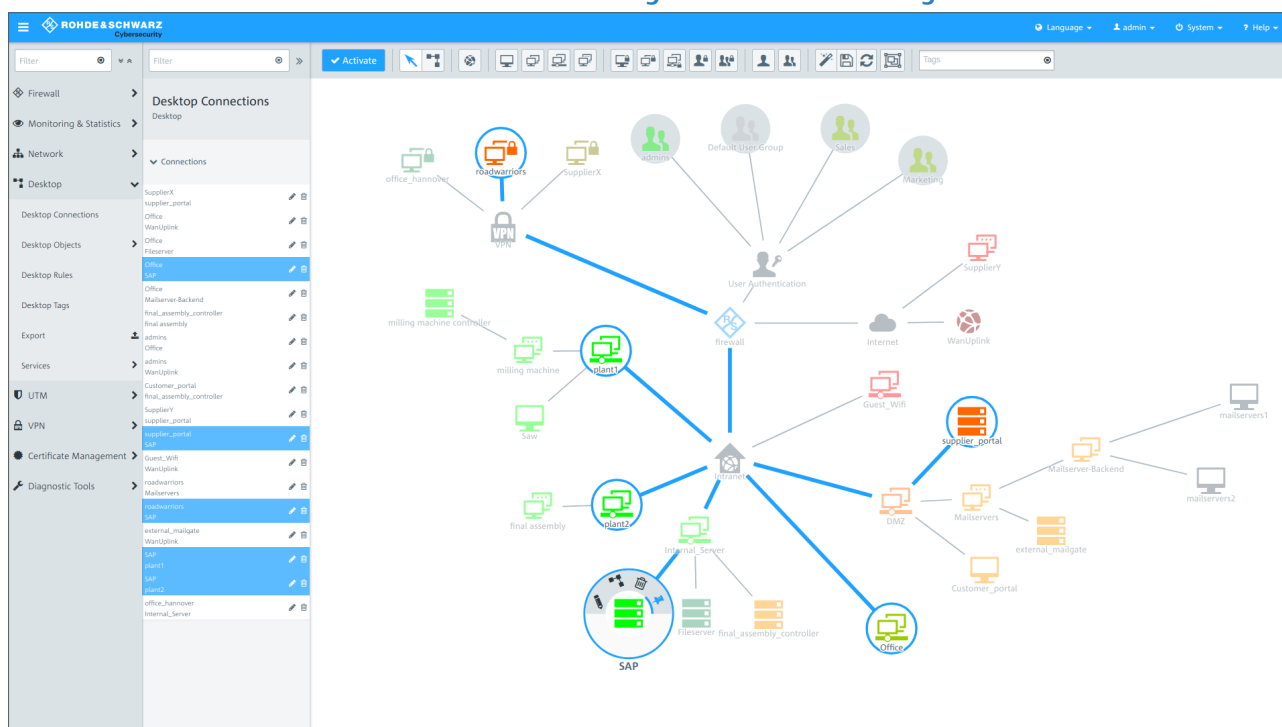 ROHDE&SCHWARZ
Cybersecurity
Language
admin
System
? Help
Filter
Filter
Activate
Tags
Firewall
Monitoring & Statistics
Network
Desktop
Desktop Connections
Desktop Objects
Desktop Rules
Desktop Tags
Export
Services
UTM
VPN
Certificate Management
Diagnostic Tools
Desktop Connections
Desktop
Connections
SupplierX
supplier_portal
Office
WanUplink
Office
Fileserver
Office
SAP
Office
Mailserver-Backend
final_assembly_controller
final assembly
admins
Office
admins
WanUplink
Customer_portal
final_assembly_controller
SupplierY
supplier_portal
supplier_portal
SAP
Guest_Wifi
WanUplink
roadwarriors
Mailservers
roadwarriors
SAP
external_mailgate
WanUplink
SAP
plant1
SAP
plant2
office_hannover
Internal_Server
office_hannover
roadwarriors
SupplierX
VPN
VPN
admins
Default User Group
Sales
Marketing
User Authentication
SupplierY
milling machine controller
R S
firewall
Internet
WanUplink
milling machine
plant1
Guest_Wifi
Saw
supplier_portal
mailservers1
Intranet
Mailserver-Backend
mailservers2
final assembly
plant2
DMZ
Mailservers
Internal_Server
external_mailgate
Customer_portal
Fileserver
final_assembly_controller
Office
SAP